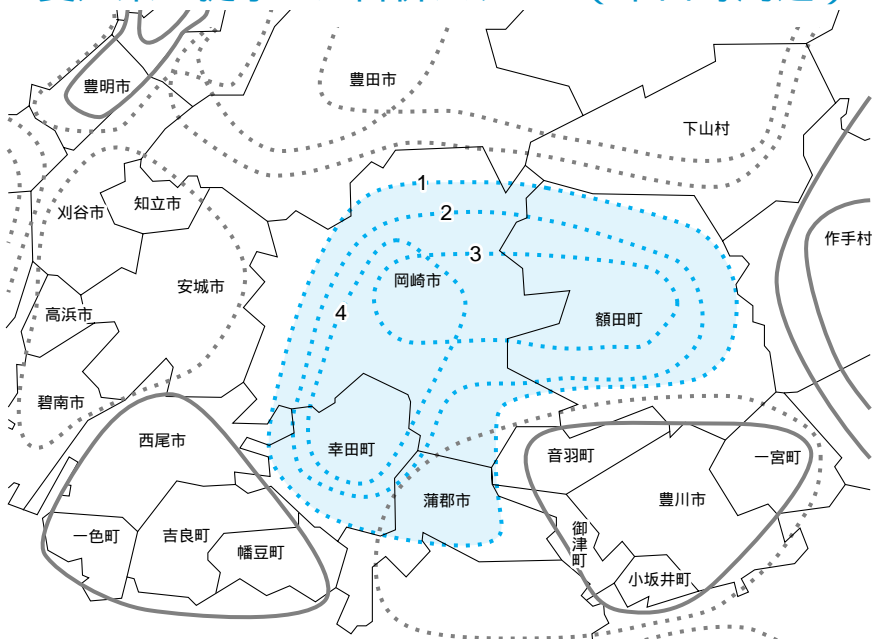 豊明市
豊田市
下山村
1
2
3
4
刈谷市
知立市
作手村
安城市
岡崎市
高浜市
額田町
碧南市
西尾市
幸田町
音羽町
一宮町
蒲郡市
豊川市
一色町
吉良町
幡豆町
御津町
小坂井町